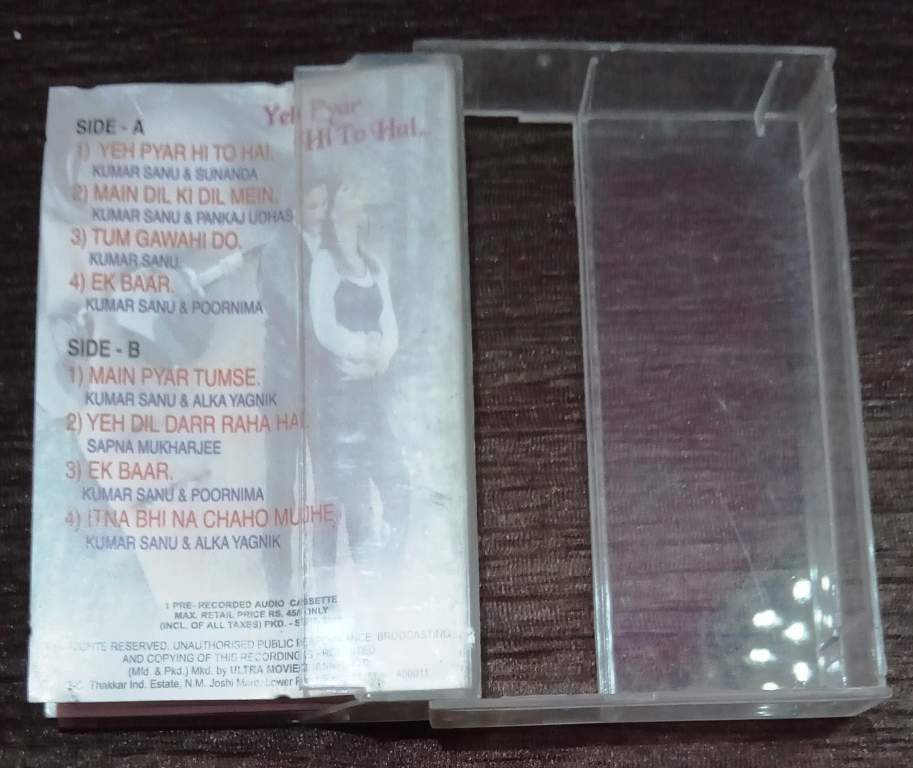 Yeh Pyar
Hi To Hai...
SIDE - A
1) YEH PYAR HI TO HAI.
KUMAR SANU & SUNANDA
2) MAIN DIL KI DIL MEIN.
KUMAR SANU & PANKAJ UDHAS
3) TUM GAWAHI DO.
KUMAR SANU
4) EK BAAR.
KUMAR SANU & POORNIMA
SIDE - B
1) MAIN PYAR TUMSE.
KUMAR SANU & ALKA YAGNIK
2) YEH DIL DARR RAHA HAI.
SAPNA MUKHARJEE
3) EK BAAR.
KUMAR SANU & POORNIMA
4) ITNA BHI NA CHAHO MUJHE
KUMAR SANU & ALKA YAGNIK
1 PRE-RECORDED AUDIO CASSETTE
MAX. RETAIL PRICE RS. 45/- ONLY
(INCL. OF ALL TAXES) PKD. -
RIGHTS RESERVED. UNAUTHORISED PUBLIC PERFORMANCE, BRODCASTING
AND COPYING OF THIS RECORDING PROHIBITED
(Mfd. & Pkd.) Mkd. by ULTRA MOVIE
Thakkar Ind. Estate, N.M. Joshi Marg, Lower 400011